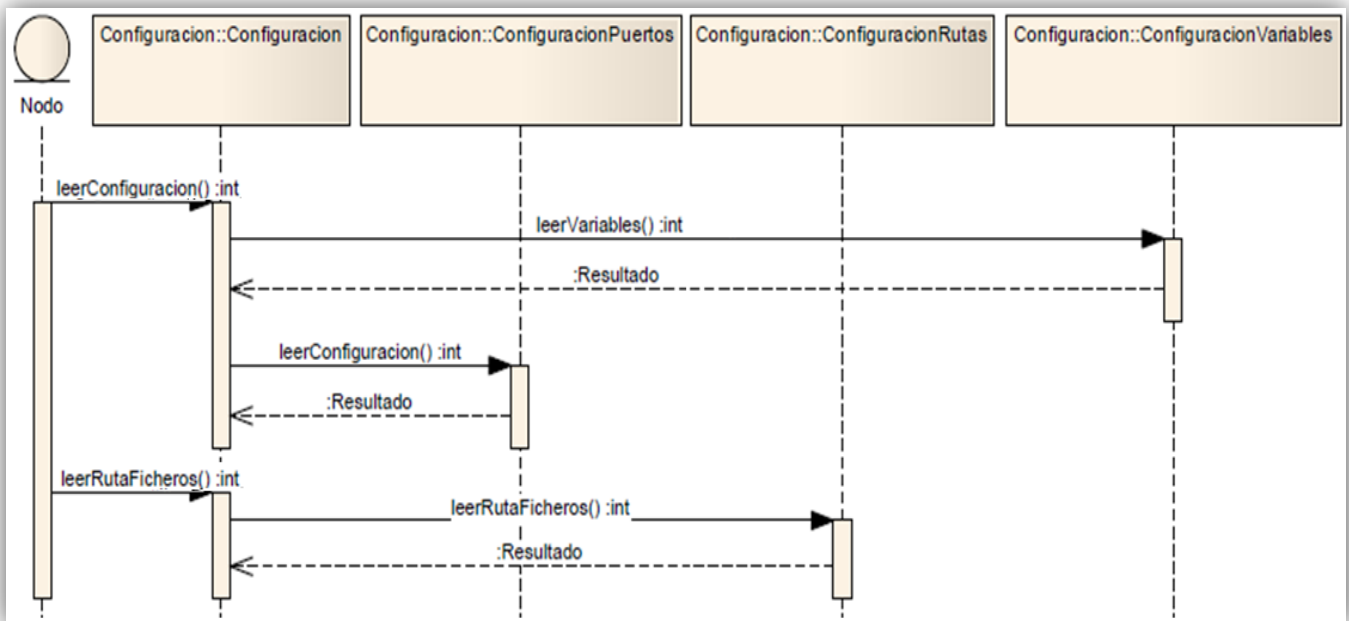 Configuracion::Configuracion
Configuracion::ConfiguracionPuertos
Configuracion::ConfiguracionRutas
Configuracion::ConfiguracionVariables
Nodo
leerConfiguracion() :int
leerVariables() :int
:Resultado
leerConfiguracion() :int
:Resultado
leerRutaFicheros() :int
leerRutaFicheros() :int
:Resultado